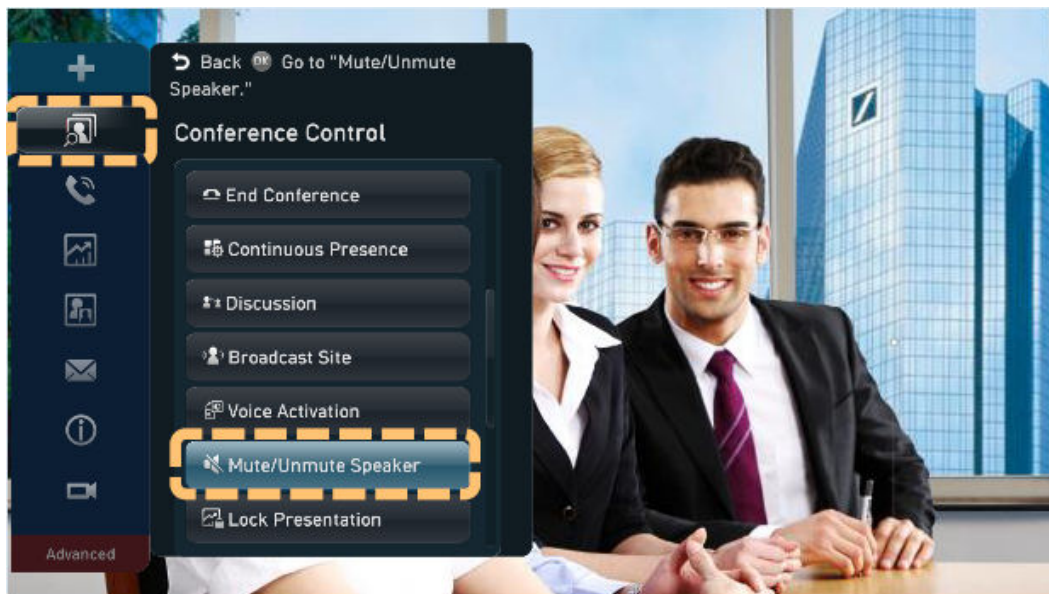 Back OK Go to "Mute/Unmute
Speaker."
Conference Control
End Conference
Continuous Presence
Discussion
Broadcast Site
Voice Activation
Mute/Unmute Speaker
Lock Presentation
Advanced